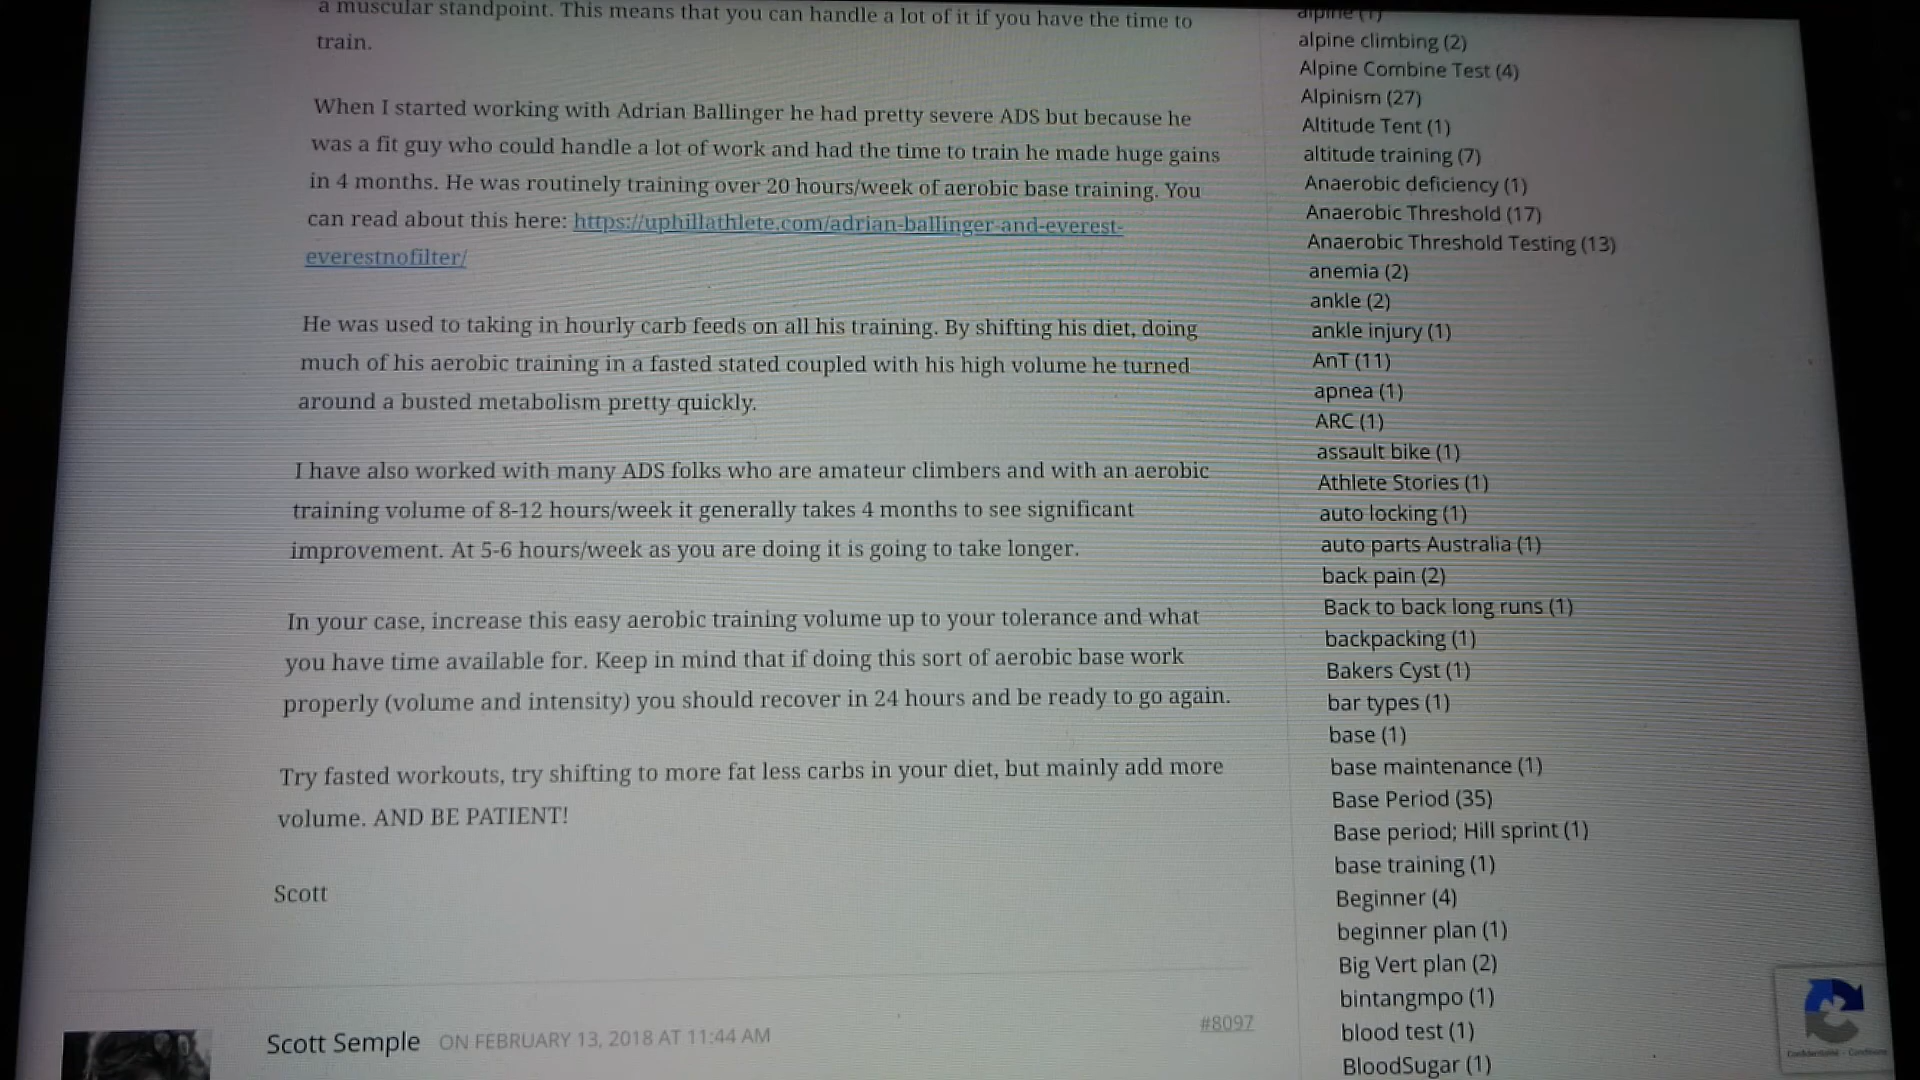 a muscular standpoint. This means that you can handle a lot of it if you have the time to
train.
When I started working with Adrian Ballinger he had pretty severe ADS but because he
was a fit guy who could handle a lot of work and had the time to train he made huge gains
in 4 months. He was routinely training over 20 hours/week of aerobic base training. You
can read about this here: https://uphillathlete.com/adrian-ballinger-and-everest-
everestnofilter/
He was used to taking in hourly carb feeds on all his training. By shifting his diet, doing
much of his aerobic training in a fasted stated coupled with his high volume he turned
around a busted metabolism pretty quickly.
I have also worked with many ADS folks who are amateur climbers and with an aerobic
training volume of 8-12 hours/week it generally takes 4 months to see significant
improvement. At 5-6 hours/week as you are doing it is going to take longer.
In your case, increase this easy aerobic training volume up to your tolerance and what
you have time available for. Keep in mind that if doing this sort of aerobic base work
properly (volume and intensity) you should recover in 24 hours and be ready to go again.
Try fasted workouts, try shifting to more fat less carbs in your diet, but mainly add more
volume. AND BE PATIENT!
Scott
Scott Semple ON FEBRUARY 13, 2018 AT 11:44 AM
#8097
alpine (1)
alpine climbing (2)
Alpine Combine Test (4)
Alpinism (27)
Altitude Tent (1)
altitude training (7)
Anaerobic deficiency (1)
Anaerobic Threshold (17)
Anaerobic Threshold Testing (13)
anemia (2)
ankle (2)
ankle injury (1)
AnT (11)
apnea (1)
ARC (1)
assault bike (1)
Athlete Stories (1)
auto locking (1)
auto parts Australia (1)
back pain (2)
Back to back long runs (1)
backpacking (1)
Bakers Cyst (1)
bar types (1)
base (1)
base maintenance (1)
Base Period (35)
Base period; Hill sprint (1)
base training (1)
Beginner (4)
beginner plan (1)
Big Vert plan (2)
bintangmpo (1)
blood test (1)
BloodSugar (1)